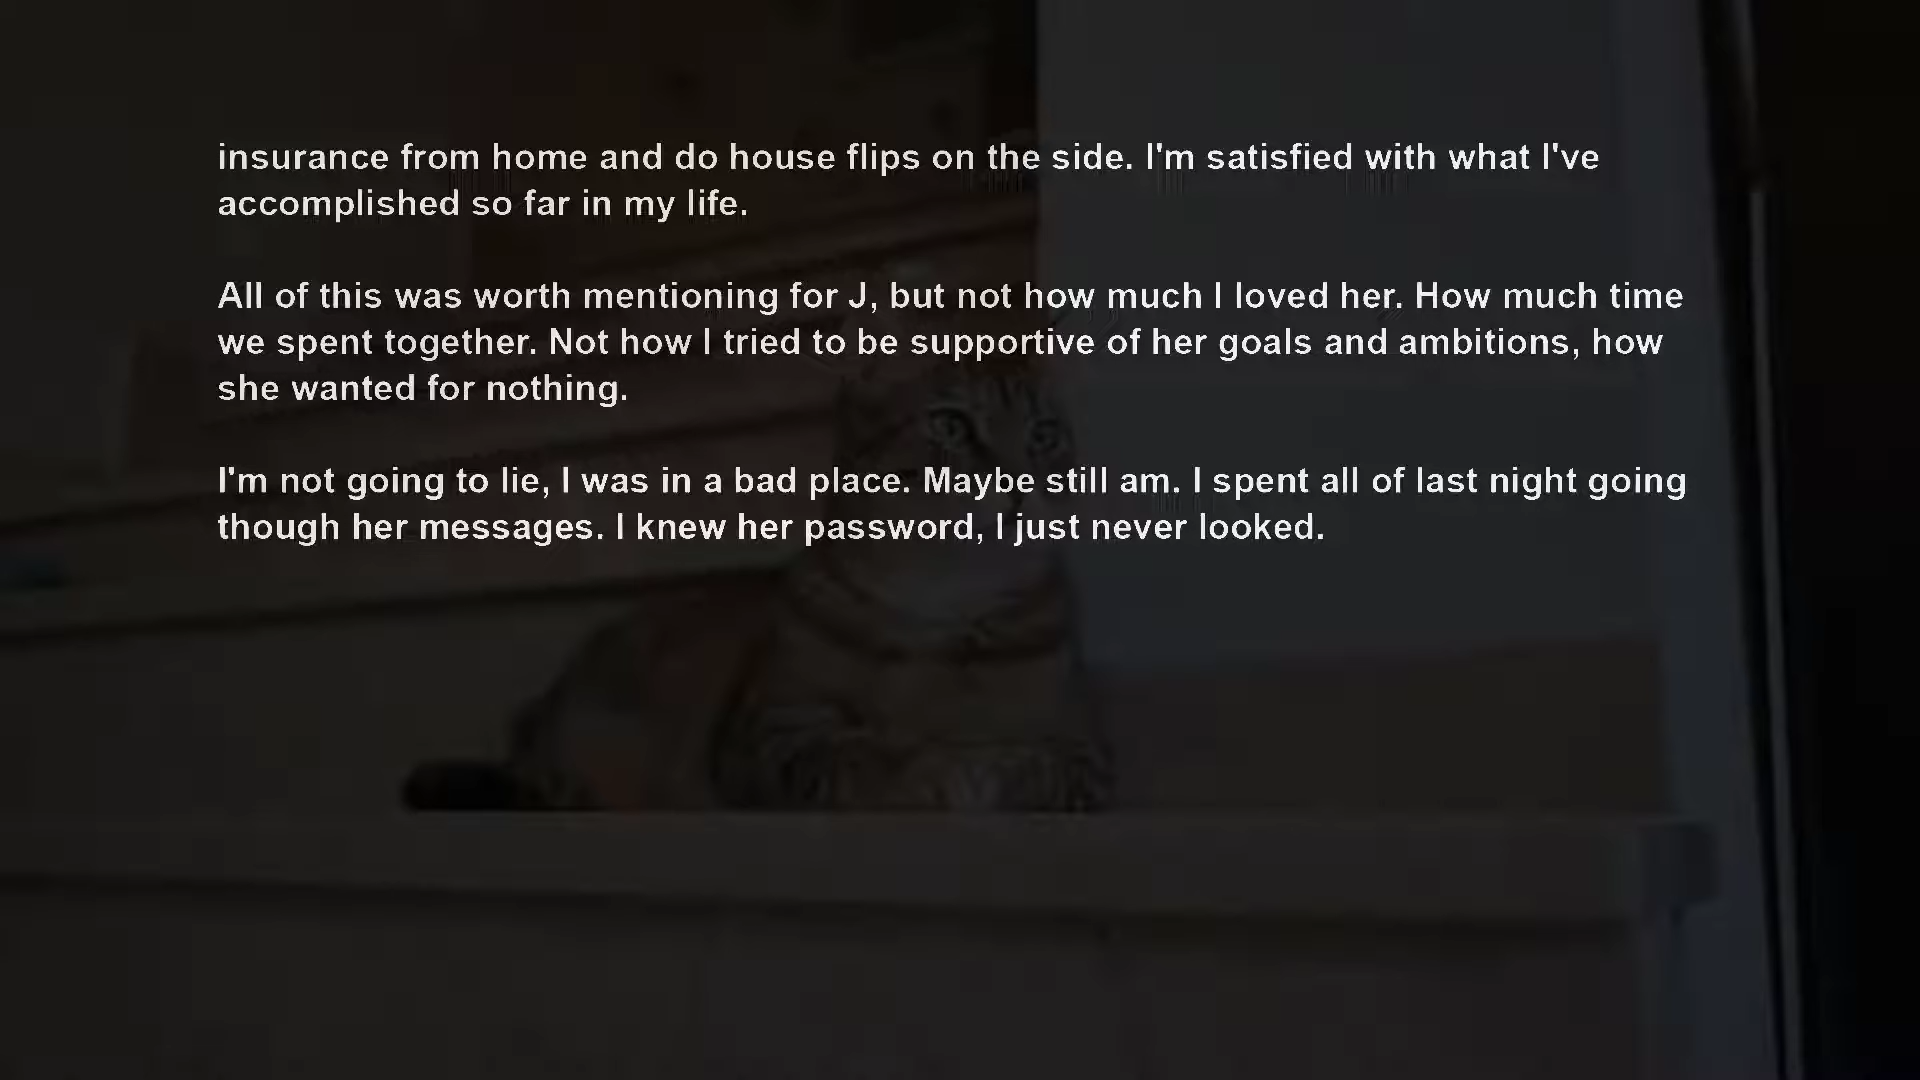 insurance from home and do house flips on the side. I'm satisfied with what I've
accomplished so far in my life.
All of this was worth mentioning for J, but not how much I loved her. How much time
we spent together. Not how I tried to be supportive of her goals and ambitions, how
she wanted for nothing.
I'm not going to lie, I was in a bad place. Maybe still am. I spent all of last night going
though her messages. I knew her password, I just never looked.